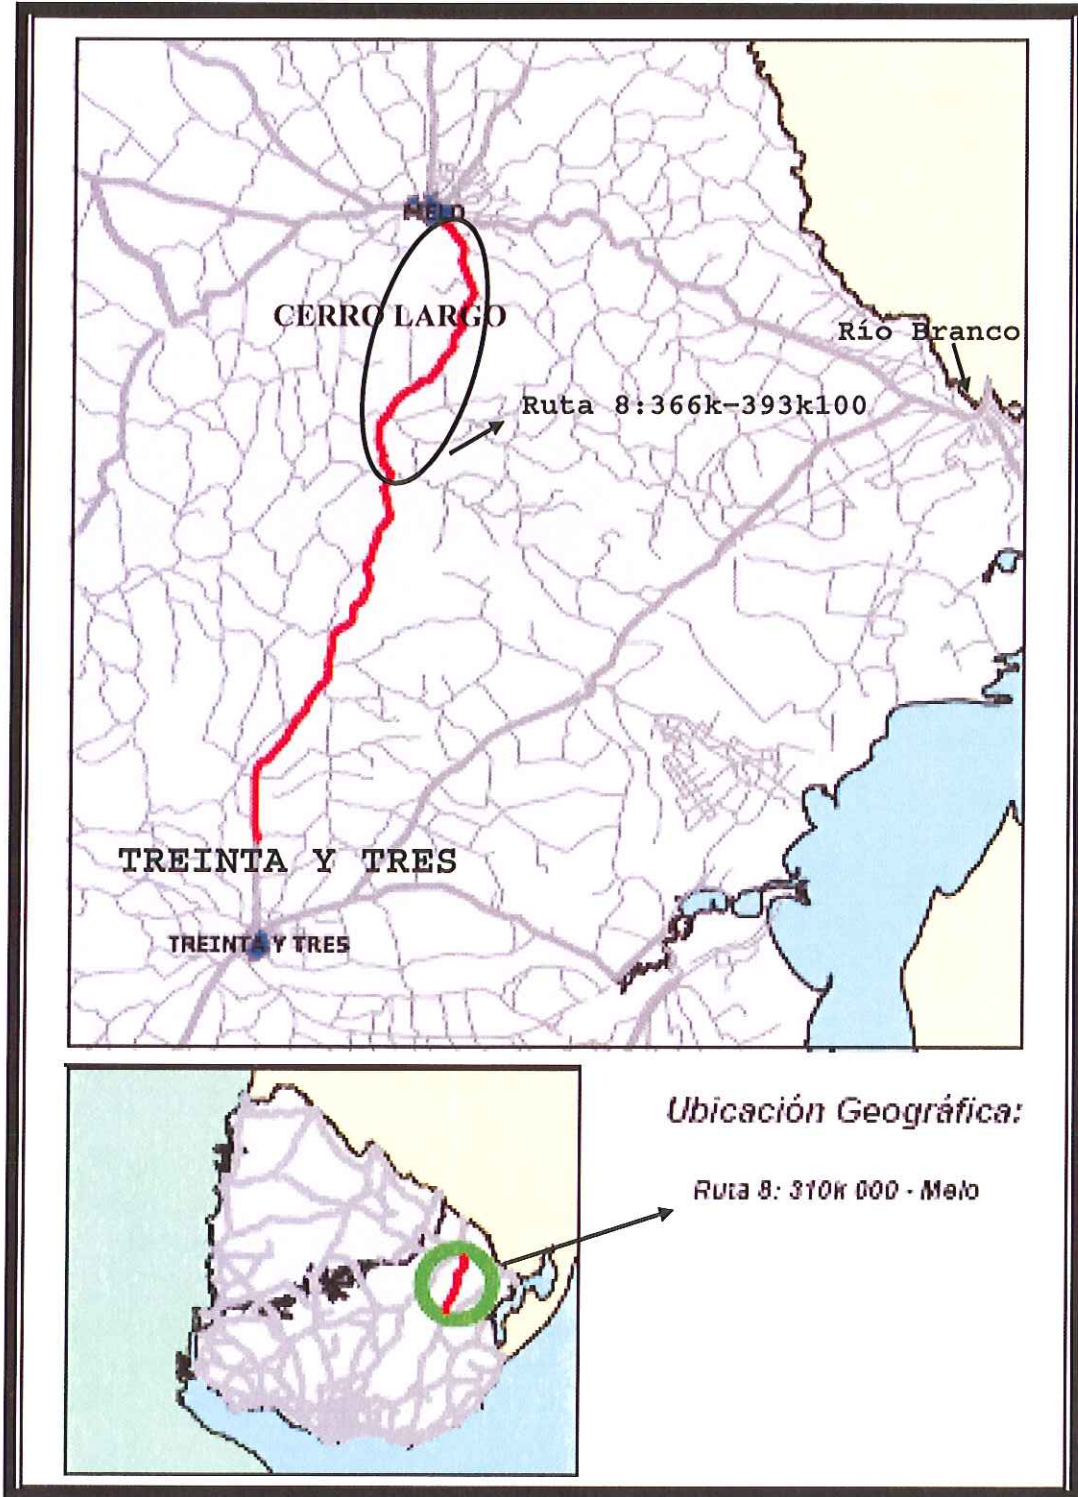 MELO
CERRO LARGO
Río Branco
Ruta 8:366k-393k100
TREINTA Y TRES
TREINTA Y TRES
Ubicación Geográfica:
Ruta 8: 310k 000 - Melo